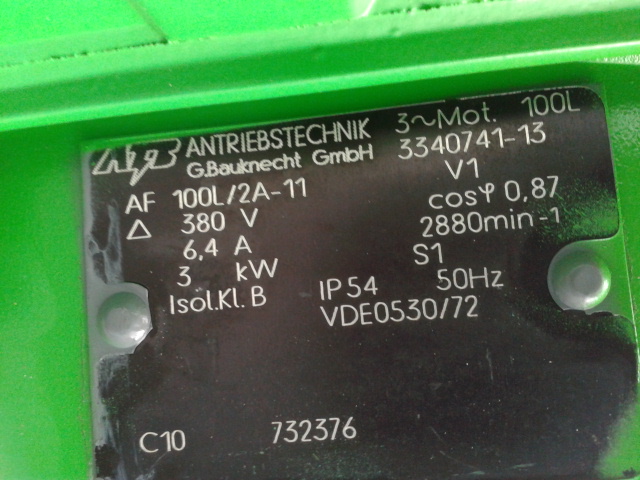 ANTRIEBSTECHNIK 3~Mot. 100L
G.Bauknecht GmbH 3340741-13
AF 100L/2A-11 V1
△ 380 V cosφ 0,87
6,4 A 2880min-1
3 kW S1
Isol.Kl. B IP54 50Hz
VDE0530/72
C10 732376